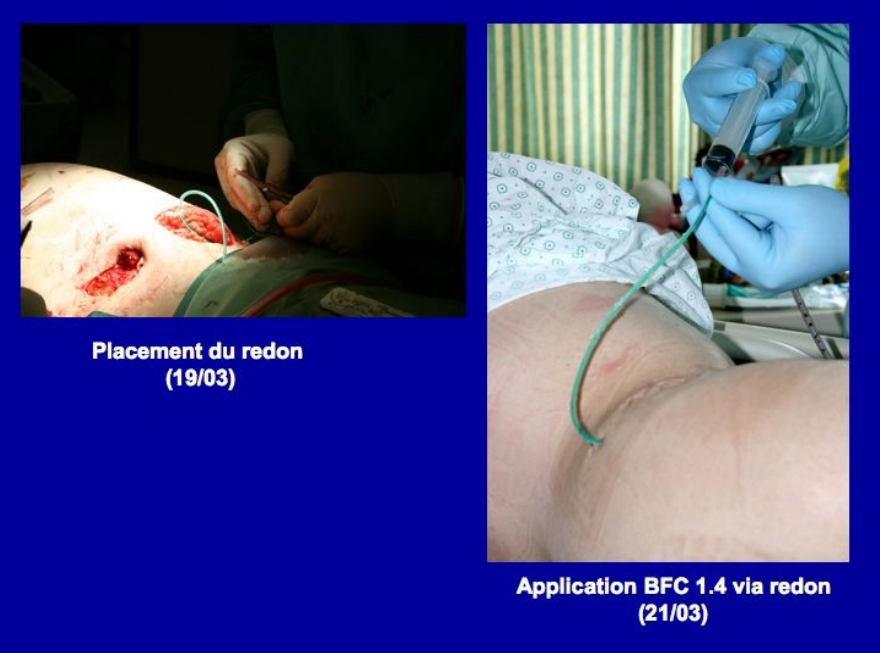 Placement du redon
(19/03)
Application BFC 1.4 via redon
(21/03)